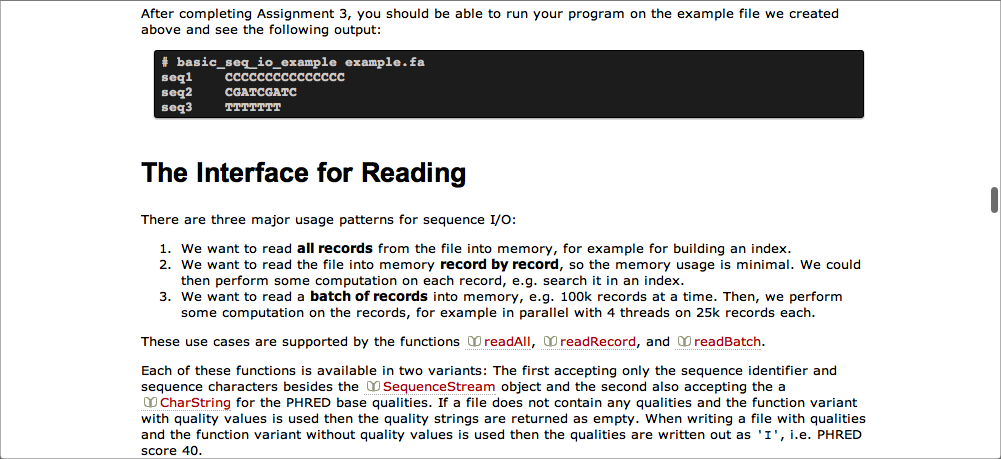 After completing Assignment 3, you should be able to run your program on the example file we created
above and see the following output:
# basic_seq_io_example example.fa
seq1 CCCCCCCCCCCCCCC
seq2 CGATCGATC
seq3 TTTTTTT
The Interface for Reading
There are three major usage patterns for sequence I/O:
1. We want to read all records from the file into memory, for example for building an index.
2. We want to read the file into memory record by record, so the memory usage is minimal. We could
then perform some computation on each record, e.g. search it in an index.
3. We want to read a batch of records into memory, e.g. 100k records at a time. Then, we perform
some computation on the records, for example in parallel with 4 threads on 25k records each.
These use cases are supported by the functions readAll, readRecord, and readBatch.
Each of these functions is available in two variants: The first accepting only the sequence identifier and
sequence characters besides the SequenceStream object and the second also accepting the a
CharString for the PHRED base qualities. If a file does not contain any qualities and the function variant
with quality values is used then the quality strings are returned as empty. When writing a file with qualities
and the function variant without quality values is used then the qualities are written out as 'I', i.e. PHRED
score 40.